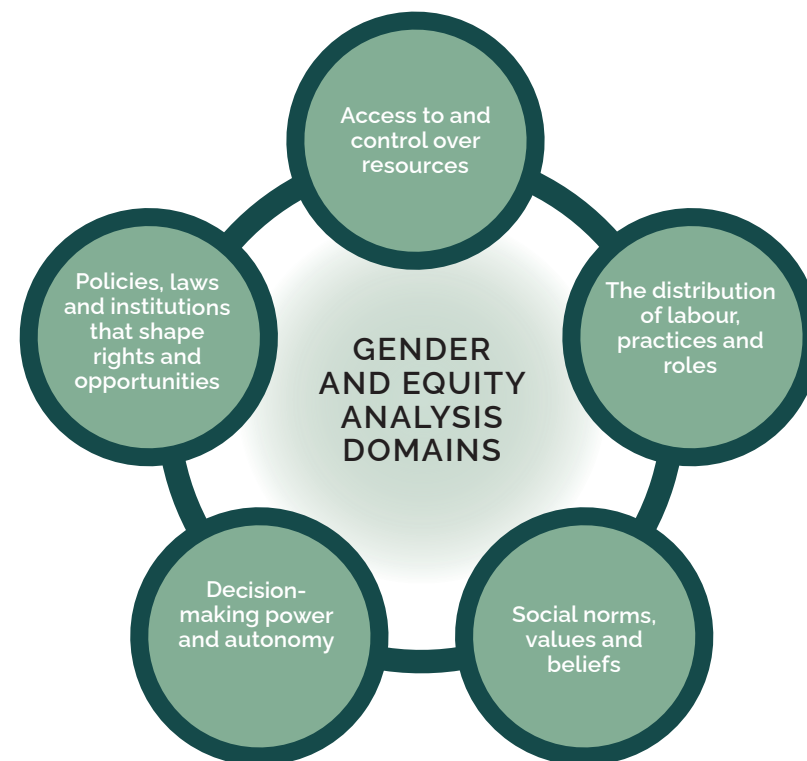 Access to and
control over
resources
The distribution
of labour,
practices and
roles
Social norms,
values and
beliefs
Decision-
making power
and autonomy
Policies, laws
and institutions
that shape
rights and
opportunities
GENDER
AND EQUITY
ANALYSIS
DOMAINS